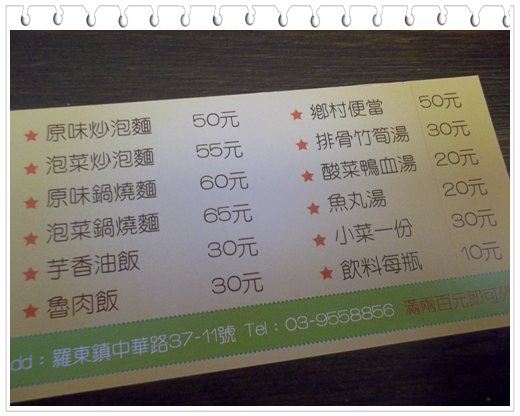 ★ 原味炒泡麵 50元
★ 泡菜炒泡麵 55元
★ 原味鍋燒麵 60元
★ 泡菜鍋燒麵 65元
★ 芋香油飯 30元
★ 魯肉飯 30元
★ 鄉村便當 50元
★ 排骨竹筍湯 30元
★ 酸菜鴨血湯 20元
★ 魚丸湯 20元
★ 小菜一份 30元
★ 飲料每瓶 10元
dd：羅東鎮中華路37-11號 Tel：03-9558856 滿兩百元即可外